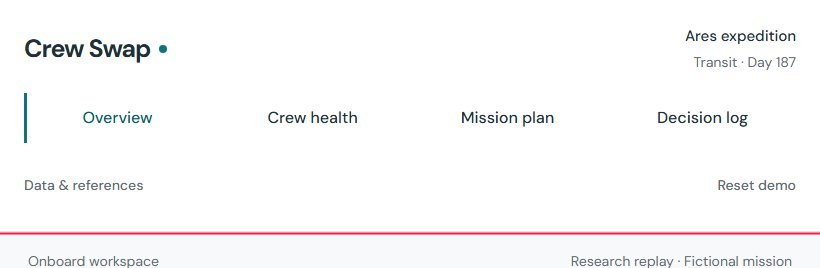 Crew Swap
Ares expedition
Transit · Day 187
Overview
Crew health
Mission plan
Decision log
Data & references
Reset demo
Onboard workspace
Research replay · Fictional mission